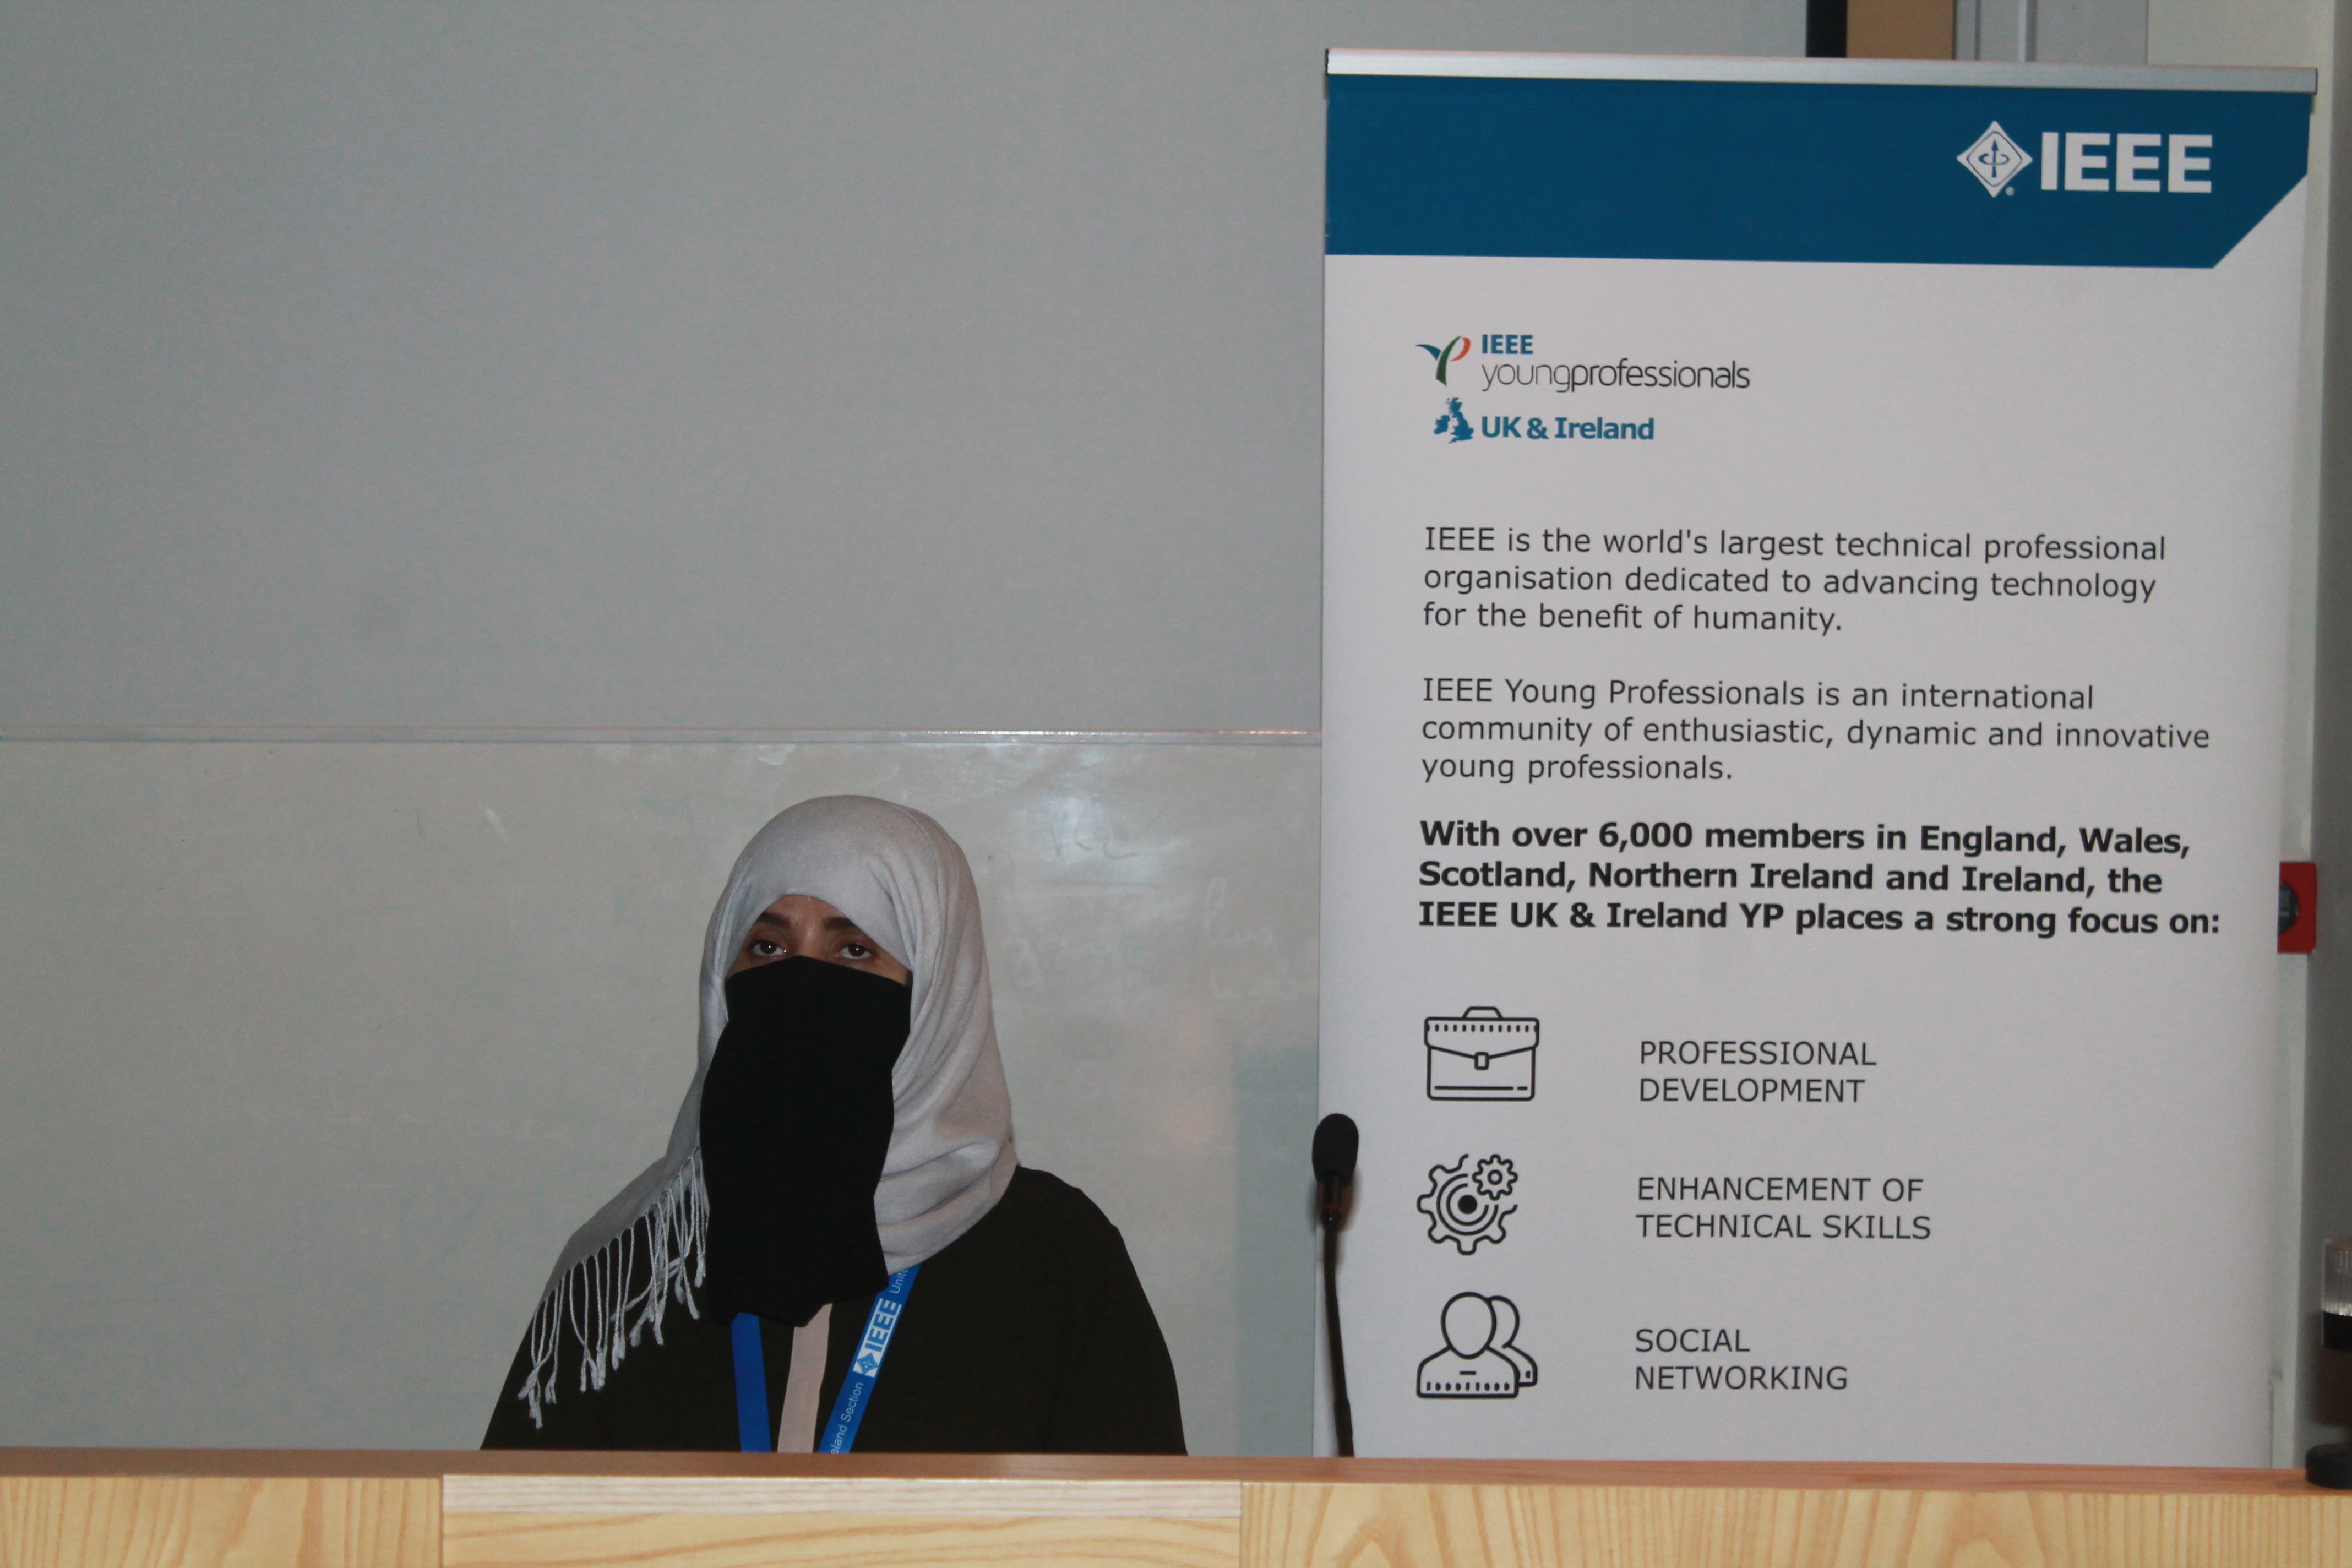 IEEE
IEEE
youngprofessionals
UK & Ireland
IEEE is the world's largest technical professional
organisation dedicated to advancing technology
for the benefit of humanity.
IEEE Young Professionals is an international
community of enthusiastic, dynamic and innovative
young professionals.
With over 6,000 members in England, Wales,
Scotland, Northern Ireland and Ireland, the
IEEE UK & Ireland YP places a strong focus on:
PROFESSIONAL
DEVELOPMENT
ENHANCEMENT OF
TECHNICAL SKILLS
SOCIAL
NETWORKING
Section IEEE